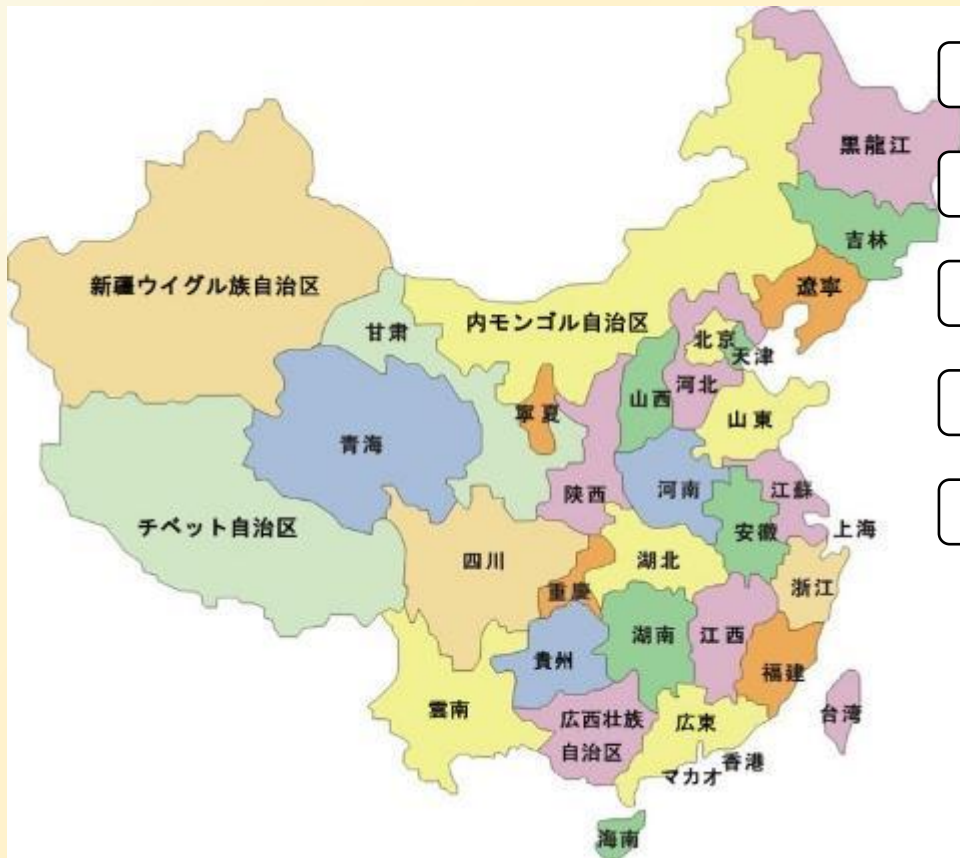 黒龍江
吉林
遼寧
新疆ウイグル族自治区
内モンゴル自治区
甘粛
北京
天津
河北
山西
寧夏
山東
青海
陝西
河南
江蘇
チベット自治区
安徽
上海
四川
湖北
重慶
浙江
湖南
江西
貴州
福建
雲南
広西壮族
自治区
広東
台湾
香港
マカオ
海南